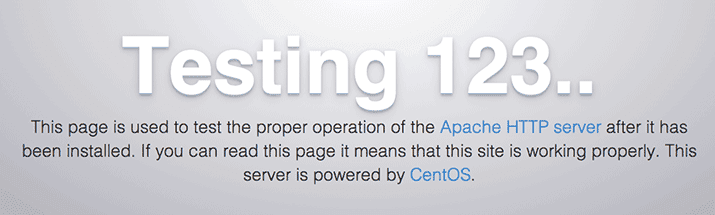 Testing 123..
This page is used to test the proper operation of the Apache HTTP server after it has
been installed. If you can read this page it means that this site is working properly. This
server is powered by CentOS.